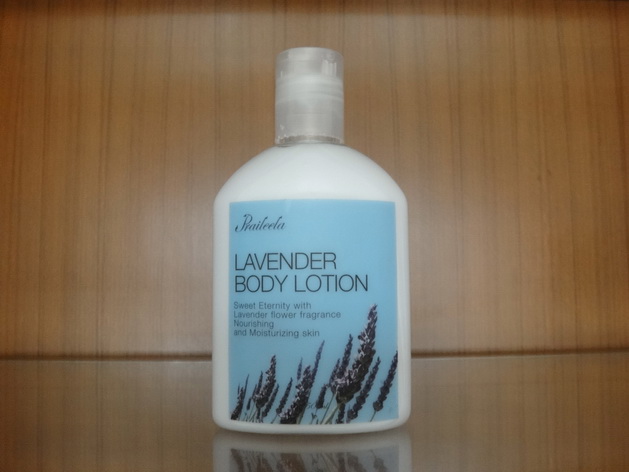 Praileela
LAVENDER
BODY LOTION
Sweet Eternity with
Lavender flower fragrance
Nourishing
and Moisturizing skin